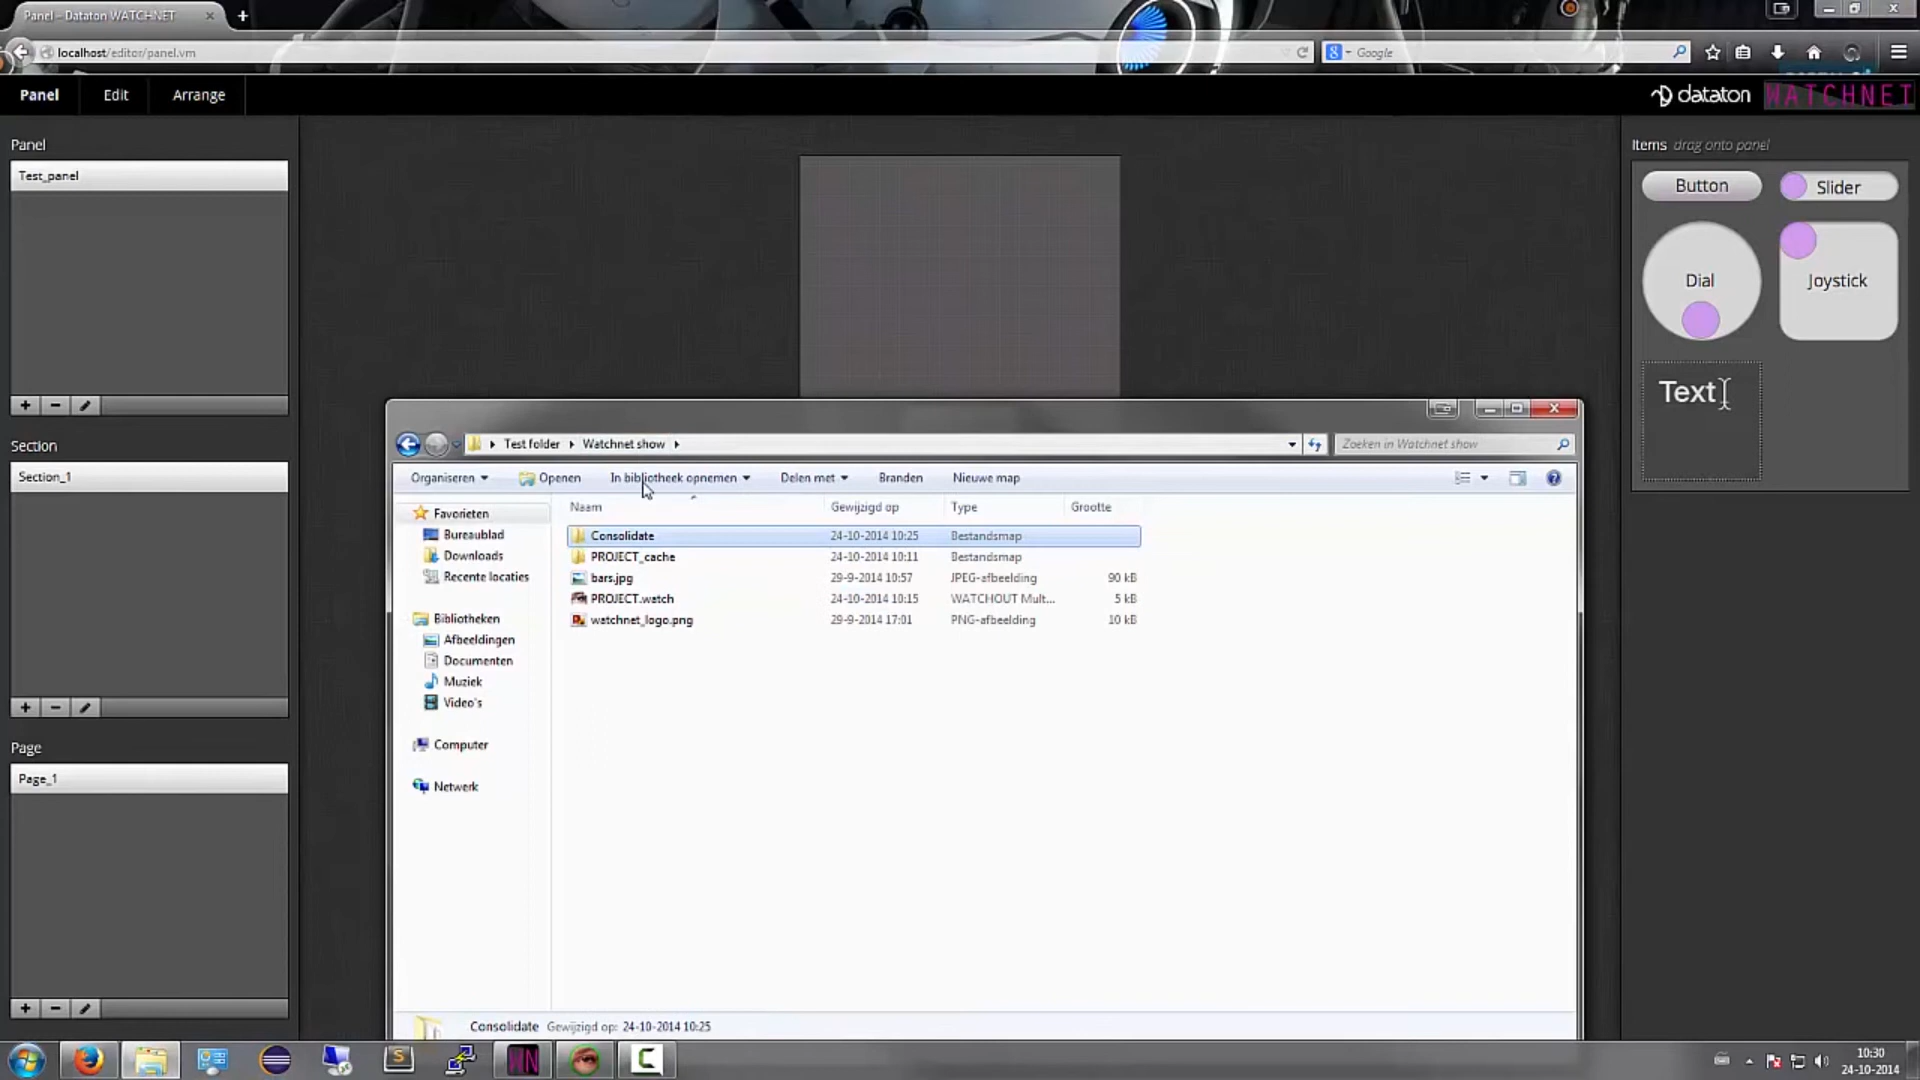 Panel - Dataton WATCHNET
localhost/editor/panel.vm
Google
Panel Edit Arrange
dataton WATCHNET
Panel
Test_panel
Section
Section_1
Page
Page_1
Items drag onto panel
Button Slider
Dial Joystick
Text
Test folder Watchnet show
Zoeken in Watchnet show
Organiseren Openen In bibliotheek opnemen Delen met Branden Nieuwe map
Naam Gewijzigd op Type Grootte
Consolidate 24-10-2014 10:25 Bestandsmap
PROJECT_cache 24-10-2014 10:11 Bestandsmap
bars.jpg 29-9-2014 10:57 JPEG-afbeelding 90 kB
PROJECT.watch 24-10-2014 10:15 WATCHOUT Mult... 5 kB
watchnet_logo.png 29-9-2014 17:01 PNG-afbeelding 10 kB
Favorieten
Bureaublad
Downloads
Recente locaties
Bibliotheken
Afbeeldingen
Documenten
Muziek
Video's
Computer
Netwerk
Consolidate Gewijzigd op: 24-10-2014 10:25
10:30
24-10-2014